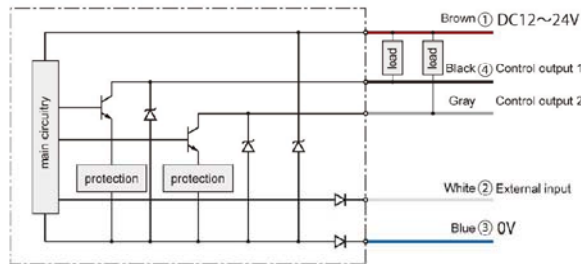 Brown ① DC12～24V
load
load
Black ④ Control output 1
Gray Control output 2
main circuitry
protection
protection
White ② External input
Blue ③ 0V